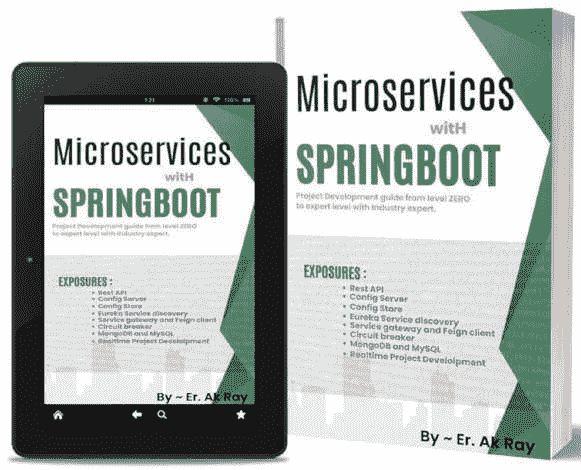 1:21
Microservices
witH
SPRINGBOOT
Project Development guide from level ZERO
to expert level with Industry expert.
EXPOSURES :
• Rest API
• Config Server
• Config Store
• Eureka Service discovery
• Service gateway and Feign client
• Circuit breaker
• MongoDB and MySQL
• Realtime Project Develolpment
By ~ Er. Ak Ray
Microservices
witH
SPRINGBOOT
Project Development guide from level ZERO
to expert level with Industry expert.
EXPOSURES :
• Rest API
• Config Server
• Config Store
• Eureka Service discovery
• Service gateway and Feign client
• Circuit breaker
• MongoDB and MySQL
• Realtime Project Develolpment
By ~ Er. Ak Ray